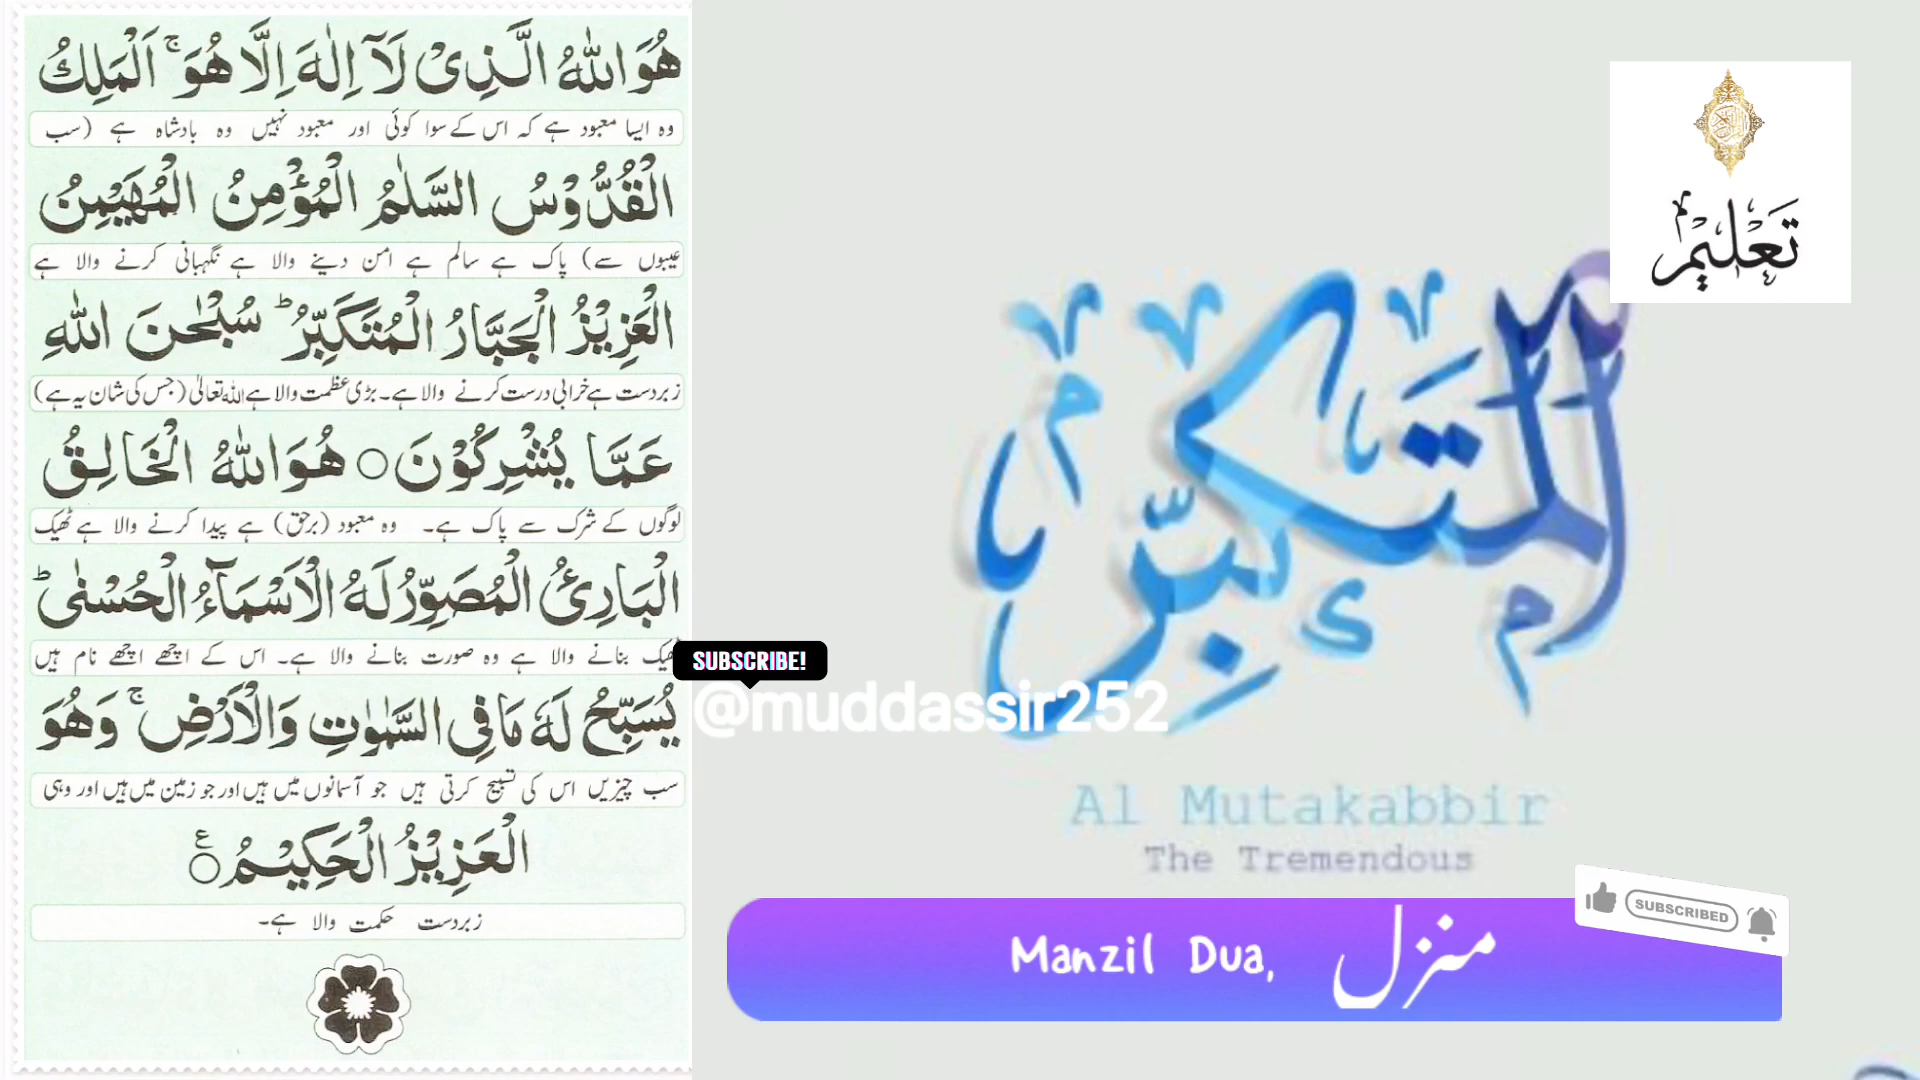 هُوَ اللّٰهُ الَّذِىْ لَآ اِلٰهَ اِلَّا هُوَ ۚ اَلْمَلِكُ
وہ ایسا معبود ہے کہ اس کے سوا کوئی اور معبود نہیں وہ بادشاہ ہے (سب
الْقُدُّوْسُ السَّلٰمُ الْمُؤْمِنُ الْمُهَيْمِنُ
عیبوں سے) پاک ہے سالم ہے امن دینے والا ہے نگہبانی کرنے والا ہے
الْعَزِيْزُ الْجَبَّارُ الْمُتَكَبِّرُ ؕ سُبْحٰنَ اللّٰهِ
زبردست ہے خرابی درست کرنے والا ہے۔ بڑی عظمت والا ہے اللہ تعالیٰ (جس کی شان یہ ہے)
عَمَّا يُشْرِكُوْنَ ○ هُوَ اللّٰهُ الْخَالِقُ
لوگوں کے شرک سے پاک ہے۔ وہ معبود (برحق) ہے پیدا کرنے والا ہے ٹھیک
الْبَارِئُ الْمُصَوِّرُ لَهُ الْاَسْمَآءُ الْحُسْنٰى ؕ
ٹھیک بنانے والا ہے وہ صورت بنانے والا ہے۔ اس کے اچھے اچھے نام ہیں
يُسَبِّحُ لَهٗ مَا فِى السَّمٰوٰتِ وَالْاَرْضِ ۚ وَهُوَ
سب چیزیں اس کی تسبیح کرتی ہیں جو آسمانوں میں ہیں اور جو زمین میں ہیں اور وہی
الْعَزِيْزُ الْحَكِيْمُ ○ ع
زبردست حکمت والا ہے۔
تعليم
المتكبِّر
SUBSCRIBE!
@muddassir252
Al Mutakabbir
The Tremendous
SUBSCRIBED
Manzil Dua, منزل